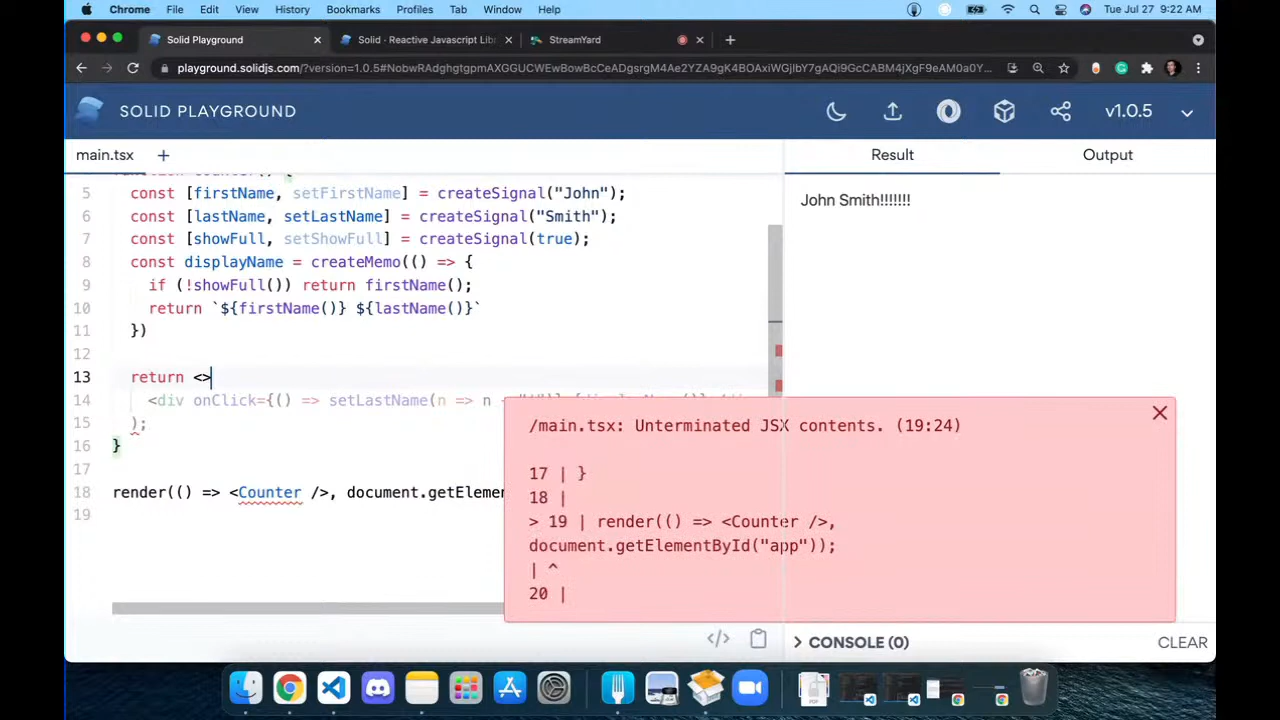 Chrome File Edit View History Bookmarks Profiles Tab Window Help Tue Jul 27 9:22 AM
Solid Playground Solid - Reactive Javascript Lib StreamYard
playground.solidjs.com/?version=1.0.5#
SOLID PLAYGROUND v1.0.5
main.tsx + Result Output
5 const [firstName, setFirstName] = createSignal("John");
6 const [lastName, setLastName] = createSignal("Smith");
7 const [showFull, setShowFull] = createSignal(true);
8 const displayName = createMemo(() => {
9 if (!showFull()) return firstName();
10 return `${firstName()} ${lastName()}`
11 })
12
13 return <>
14 <div onClick={() => setLastName(n => n
15 );
16 }
17
18 render(() => <Counter />, document.getElemen
19
John Smith!!!!!!!
/main.tsx: Unterminated JSX contents. (19:24)
17 | }
18 |
> 19 | render(() => <Counter />,
document.getElementById("app"));
| ^
20 |
</> > CONSOLE (0) CLEAR